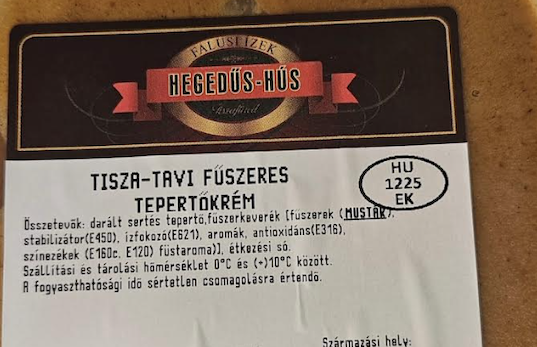 FALUSI ÍZEK
HEGEDŰS-HÚS
Tiszafüred
TISZA-TAVI FŰSZERES
TEPERTŐKRÉM
HU
1225
EK
Összetevők: darált sertés tepertő,fűszerkeverék [fűszerek (MUSTÁR),
stabilizátor(E450), ízfokozó(E621), aromák, antioxidáns(E316),
színezékek (E160c, E120) füstaroma)], étkezési só.
Szállítási és tárolási hőmérséklet 0°C és (+)10°C között.
A fogyaszthatósági idő sértetlen csomagolásra értendő.
Származási hely: